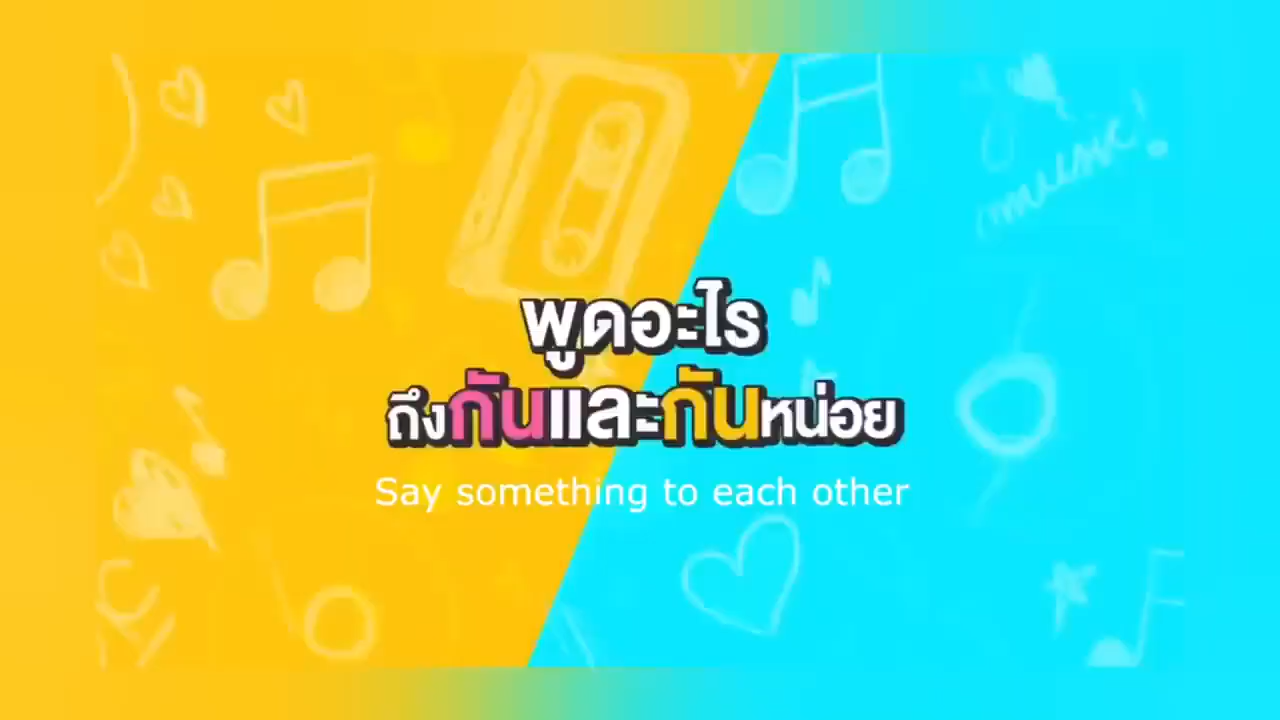 music!
พูดอะไร
ถึงกันและกันหน่อย
Say something to each other